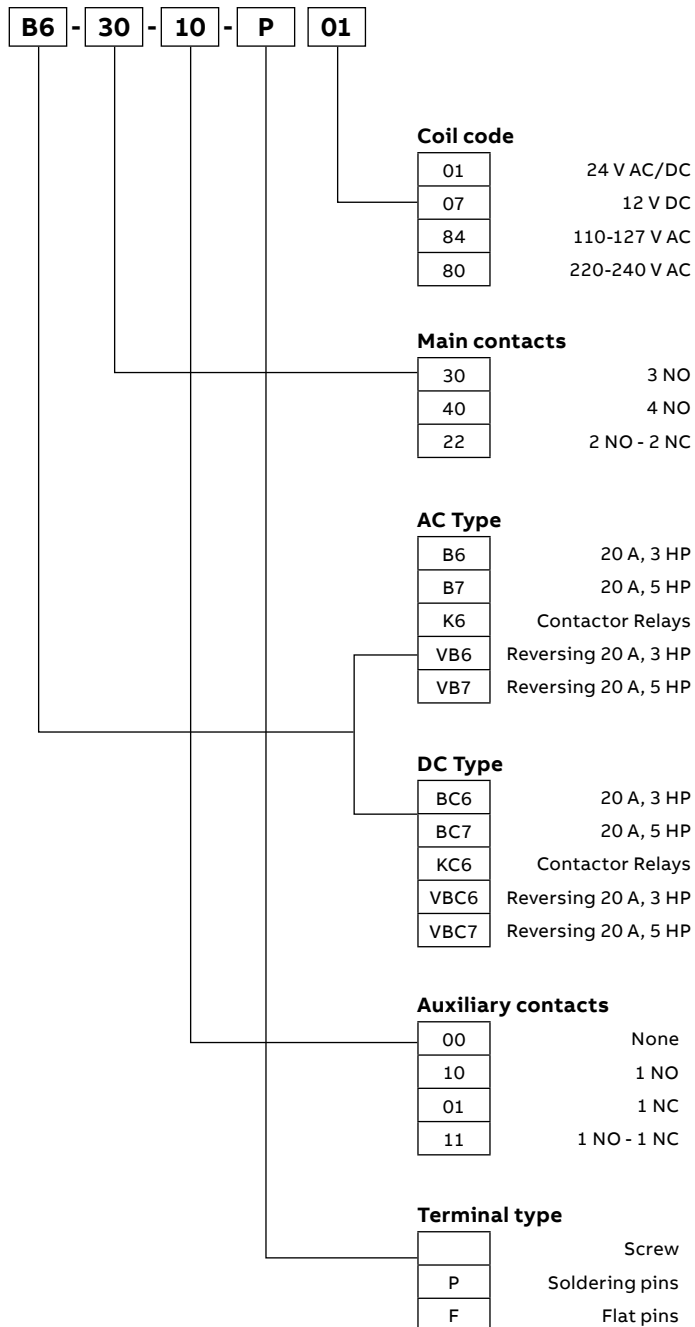 B6 - 30 - 10 - P 01
Coil code
01 24 V AC/DC
07 12 V DC
84 110-127 V AC
80 220-240 V AC
Main contacts
30 3 NO
40 4 NO
22 2 NO - 2 NC
AC Type
B6 20 A, 3 HP
B7 20 A, 5 HP
K6 Contactor Relays
VB6 Reversing 20 A, 3 HP
VB7 Reversing 20 A, 5 HP
DC Type
BC6 20 A, 3 HP
BC7 20 A, 5 HP
KC6 Contactor Relays
VBC6 Reversing 20 A, 3 HP
VBC7 Reversing 20 A, 5 HP
Auxiliary contacts
00 None
10 1 NO
01 1 NC
11 1 NO - 1 NC
Terminal type
Screw
P Soldering pins
F Flat pins